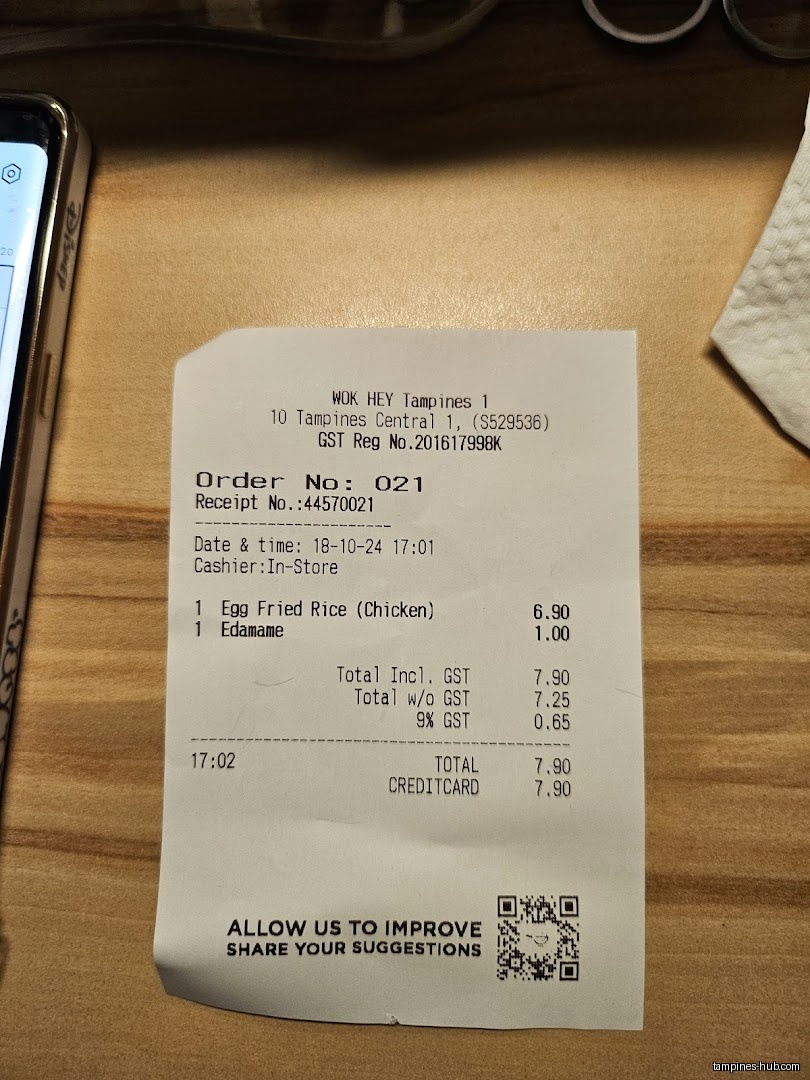 WOK HEY Tampines 1
10 Tampines Central 1, (S529536)
GST Reg No.201617998K
Order No: 021
Receipt No.:44570021
Date & time: 18-10-24 17:01
Cashier:In-Store
1 Egg Fried Rice (Chicken) 6.90
1 Edamame 1.00
Total Incl. GST 7.90
Total w/o GST 7.25
9% GST 0.65
17:02 TOTAL 7.90
CREDITCARD 7.90
ALLOW US TO IMPROVE
SHARE YOUR SUGGESTIONS
20
Disney
tampines-hub.com